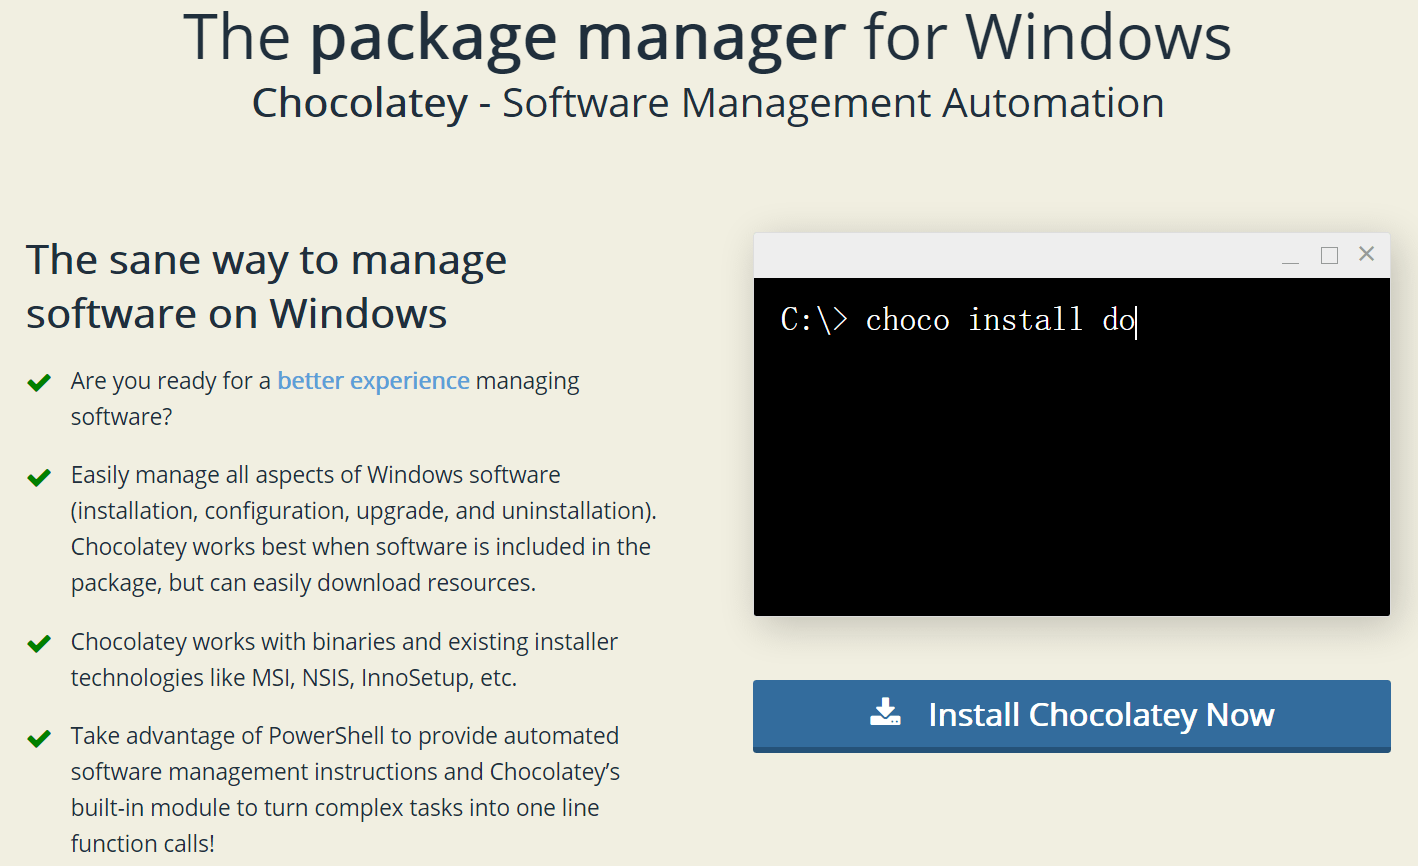 The package manager for Windows
Chocolatey - Software Management Automation
The sane way to manage
software on Windows
Are you ready for a better experience managing
software?
Easily manage all aspects of Windows software
(installation, configuration, upgrade, and uninstallation).
Chocolatey works best when software is included in the
package, but can easily download resources.
Chocolatey works with binaries and existing installer
technologies like MSI, NSIS, InnoSetup, etc.
Take advantage of PowerShell to provide automated
software management instructions and Chocolatey’s
built-in module to turn complex tasks into one line
function calls!
C:\> choco install do
Install Chocolatey Now